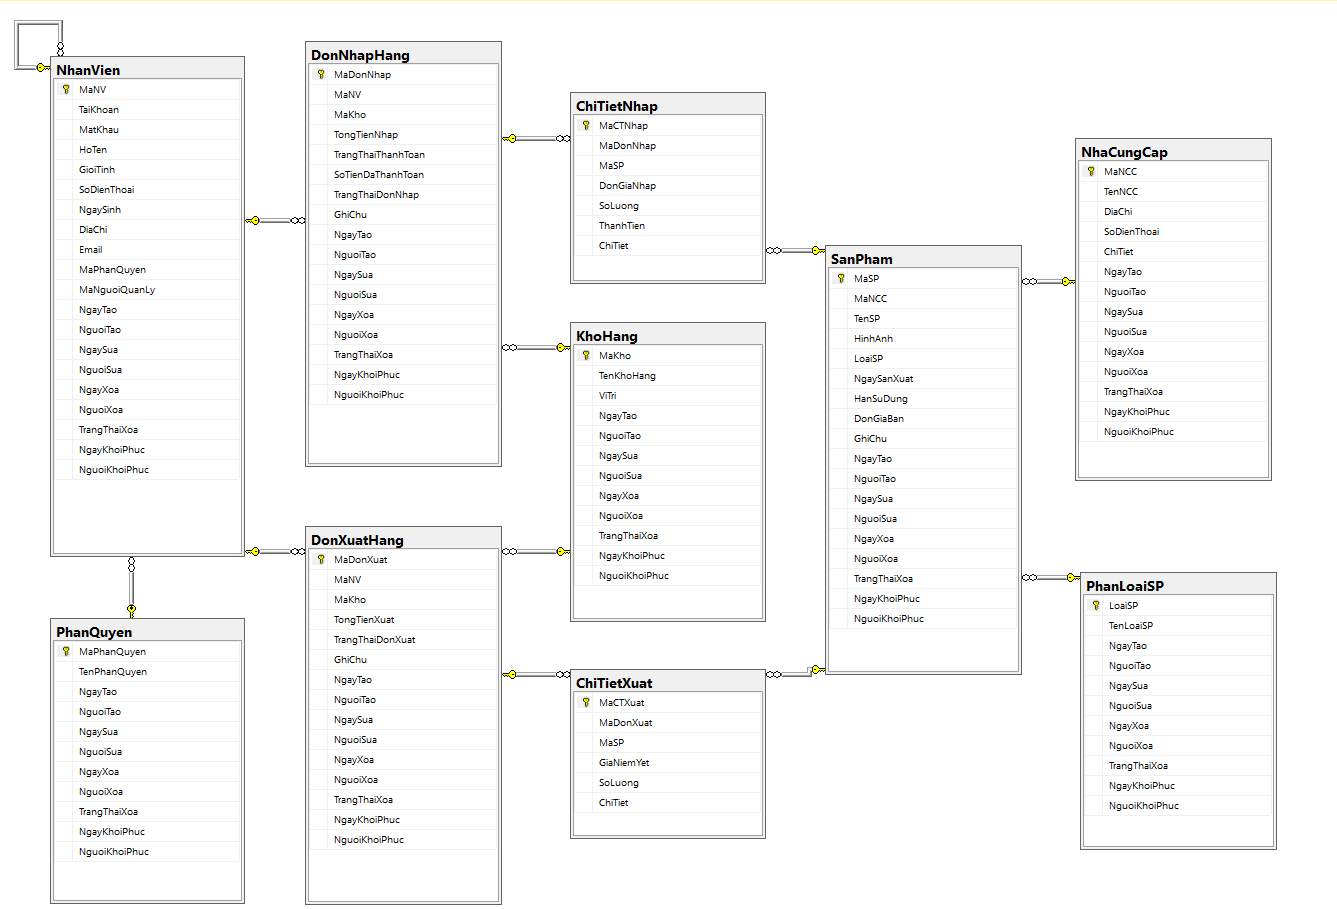 NhanVien
MaNV
TaiKhoan
MatKhau
HoTen
GioiTinh
SoDienThoai
NgaySinh
DiaChi
Email
MaPhanQuyen
MaNguoiQuanLy
NgayTao
NguoiTao
NgaySua
NguoiSua
NgayXoa
NguoiXoa
TrangThaiXoa
NgayKhoiPhuc
NguoiKhoiPhuc
PhanQuyen
MaPhanQuyen
TenPhanQuyen
NgayTao
NguoiTao
NgaySua
NguoiSua
NgayXoa
NguoiXoa
TrangThaiXoa
NgayKhoiPhuc
NguoiKhoiPhuc
DonNhapHang
MaDonNhap
MaNV
MaKho
TongTienNhap
TrangThaiThanhToan
SoTienDaThanhToan
TrangThaiDonNhap
GhiChu
NgayTao
NguoiTao
NgaySua
NguoiSua
NgayXoa
NguoiXoa
TrangThaiXoa
NgayKhoiPhuc
NguoiKhoiPhuc
DonXuatHang
MaDonXuat
MaNV
MaKho
TongTienXuat
TrangThaiDonXuat
GhiChu
NgayTao
NguoiTao
NgaySua
NguoiSua
NgayXoa
NguoiXoa
TrangThaiXoa
NgayKhoiPhuc
NguoiKhoiPhuc
ChiTietNhap
MaCTNhap
MaDonNhap
MaSP
DonGiaNhap
SoLuong
ThanhTien
ChiTiet
KhoHang
MaKho
TenKhoHang
ViTri
NgayTao
NguoiTao
NgaySua
NguoiSua
NgayXoa
NguoiXoa
TrangThaiXoa
NgayKhoiPhuc
NguoiKhoiPhuc
ChiTietXuat
MaCTXuat
MaDonXuat
MaSP
GiaNiemYet
SoLuong
ChiTiet
SanPham
MaSP
MaNCC
TenSP
HinhAnh
LoaiSP
NgaySanXuat
HanSuDung
DonGiaBan
GhiChu
NgayTao
NguoiTao
NgaySua
NguoiSua
NgayXoa
NguoiXoa
TrangThaiXoa
NgayKhoiPhuc
NguoiKhoiPhuc
NhaCungCap
MaNCC
TenNCC
DiaChi
SoDienThoai
ChiTiet
NgayTao
NguoiTao
NgaySua
NguoiSua
NgayXoa
NguoiXoa
TrangThaiXoa
NgayKhoiPhuc
NguoiKhoiPhuc
PhanLoaiSP
LoaiSP
TenLoaiSP
NgayTao
NguoiTao
NgaySua
NguoiSua
NgayXoa
NguoiXoa
TrangThaiXoa
NgayKhoiPhuc
NguoiKhoiPhuc